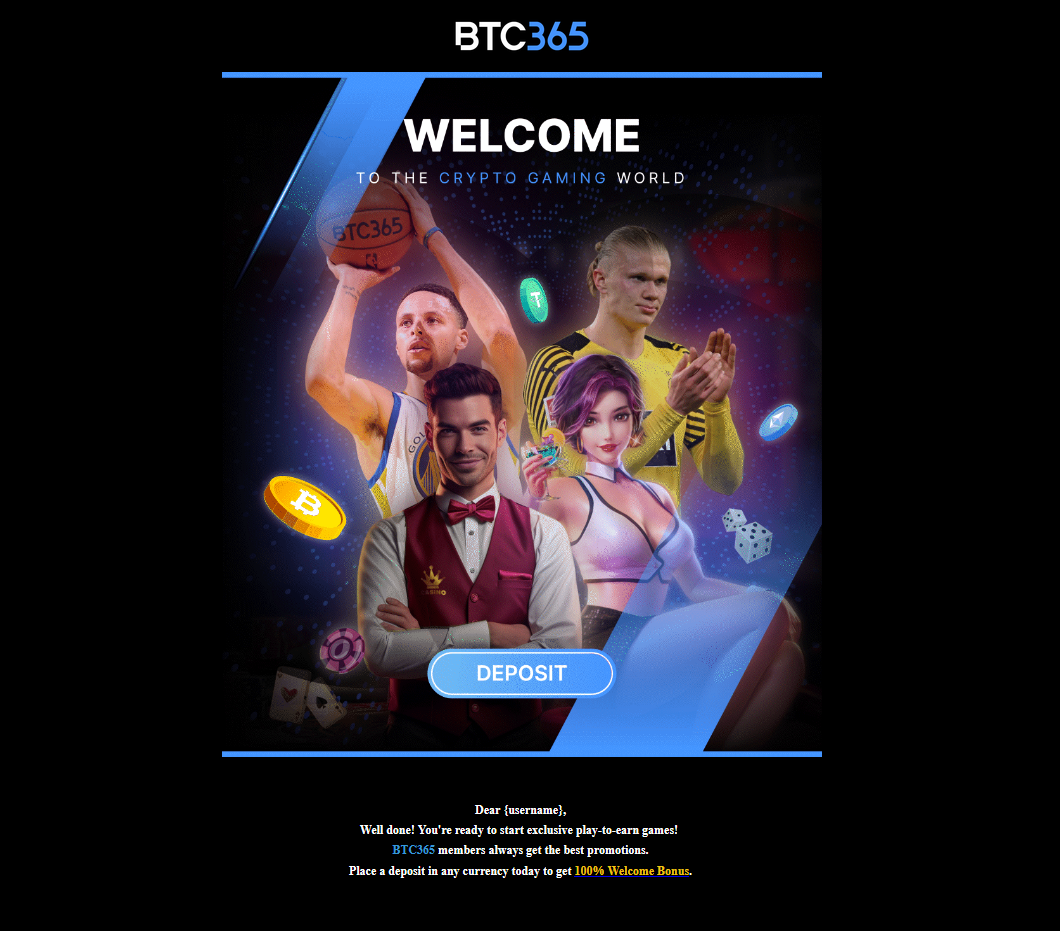 BTC365
WELCOME
TO THE CRYPTO GAMING WORLD
BTC365
GOL
CASINO
DEPOSIT
Dear {username},
Well done! You're ready to start exclusive play-to-earn games!
BTC365 members always get the best promotions.
Place a deposit in any currency today to get 100% Welcome Bonus.